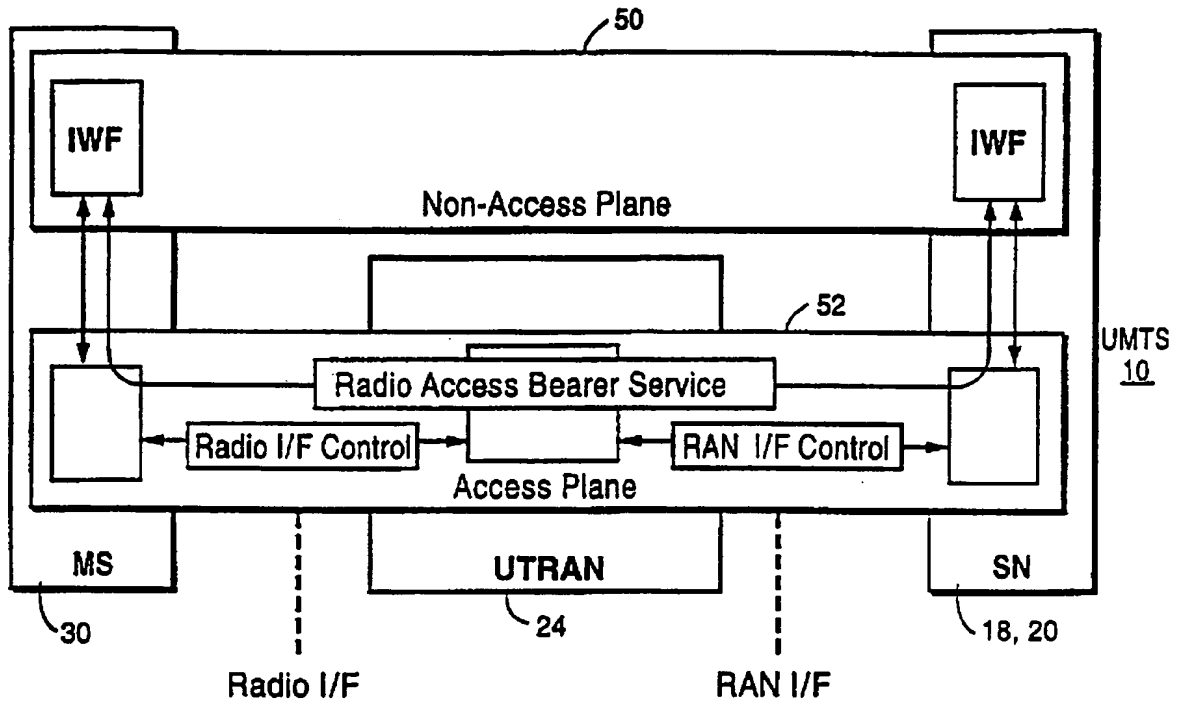 50
IWF
IWF
Non-Access Plane
52
UMTS
10
Radio Access Bearer Service
Radio I/F Control
RAN I/F Control
Access Plane
MS
UTRAN
SN
30
24
18, 20
Radio I/F
RAN I/F